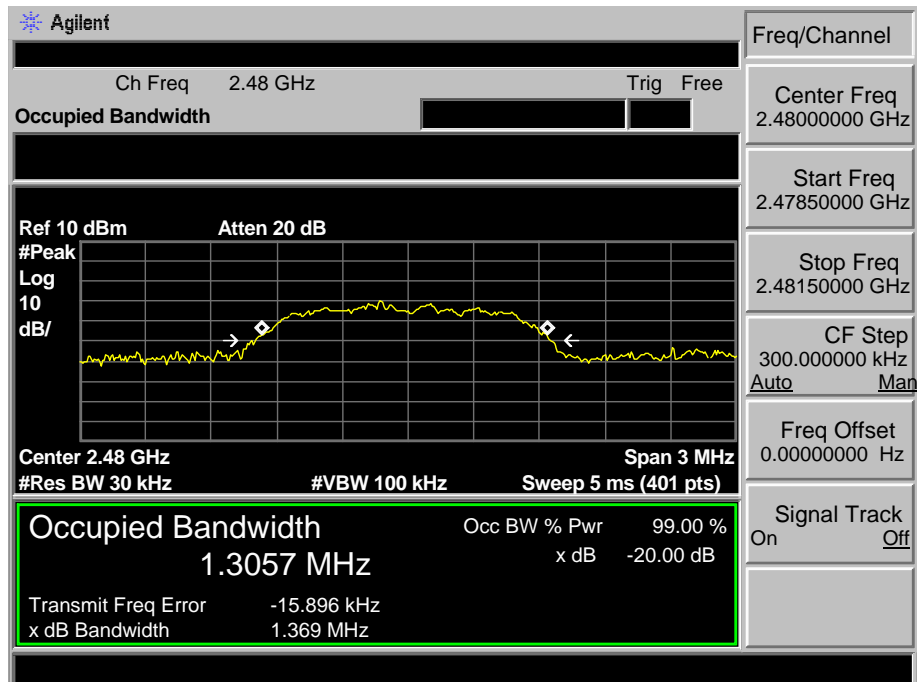 Agilent
Freq/Channel
Ch Freq 2.48 GHz Trig Free
Occupied Bandwidth
Center Freq
2.48000000 GHz
Start Freq
2.47850000 GHz
Stop Freq
2.48150000 GHz
CF Step
300.000000 kHz
Auto Man
Freq Offset
0.00000000 Hz
Signal Track
On Off
Ref 10 dBm Atten 20 dB
#Peak
Log
10
dB/
Center 2.48 GHz Span 3 MHz
#Res BW 30 kHz #VBW 100 kHz Sweep 5 ms (401 pts)
Occupied Bandwidth Occ BW % Pwr 99.00 %
1.3057 MHz x dB -20.00 dB
Transmit Freq Error -15.896 kHz
x dB Bandwidth 1.369 MHz